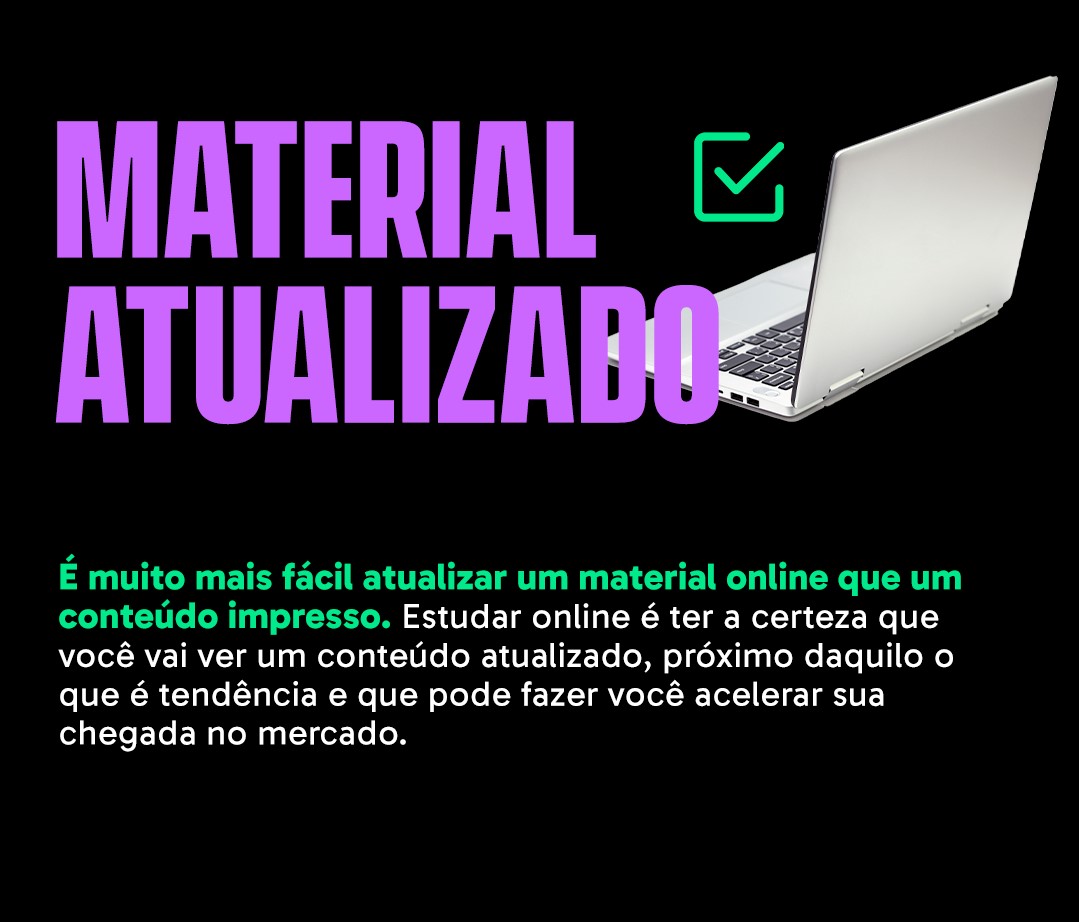 MATERIAL
ATUALIZADO
É muito mais fácil atualizar um material online que um
conteúdo impresso. Estudar online é ter a certeza que
você vai ver um conteúdo atualizado, próximo daquilo o
que é tendência e que pode fazer você acelerar sua
chegada no mercado.